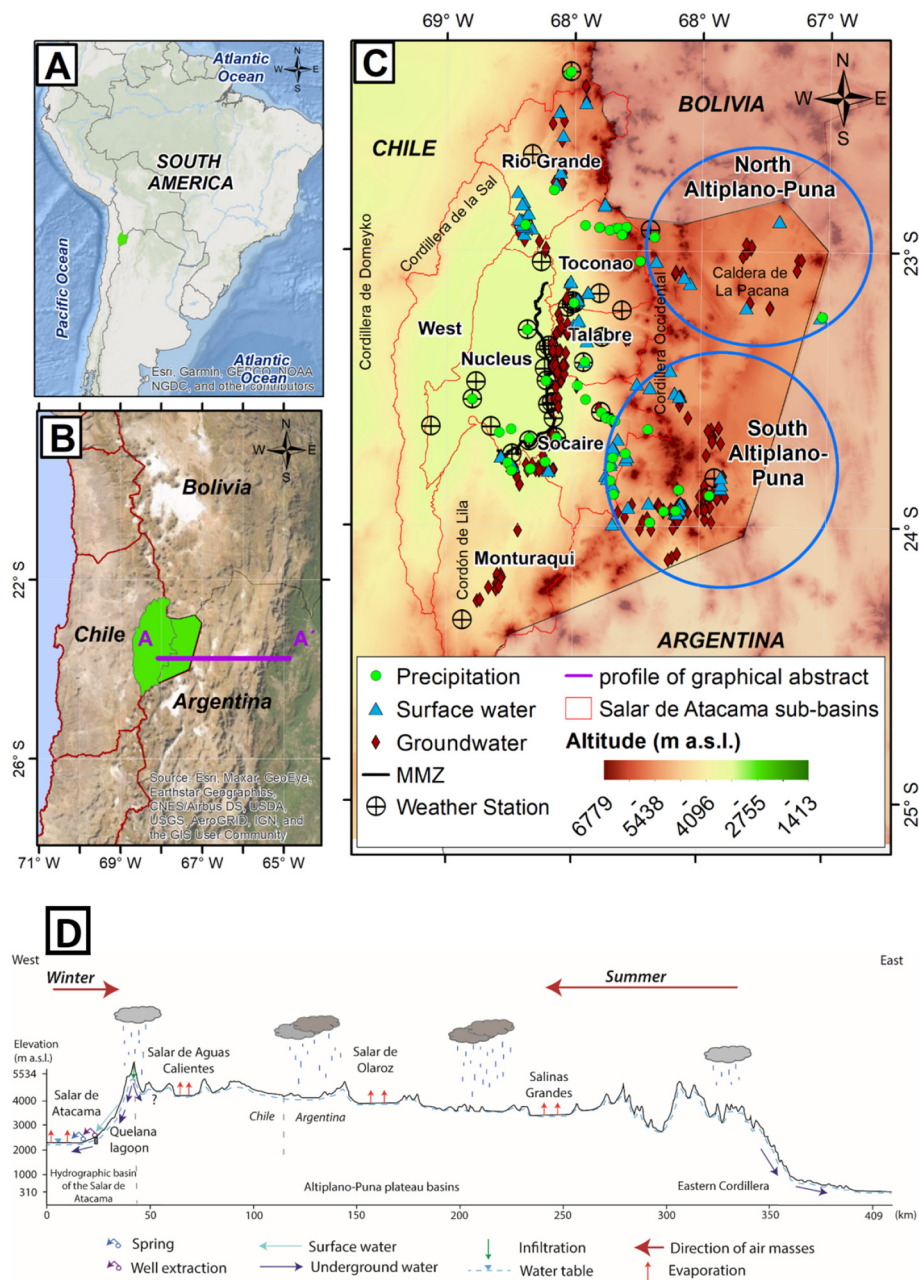 A
Atlantic
Ocean
N
W E
S
SOUTH
AMERICA
Pacific Ocean
Atlantic
Ocean
Esri, Garmin, GEBCO, NOAA
NGDC, and other contributors
B
N
W E
S
Bolivia
22° S
Chile
A
A´
Argentina
26° S
Source, Esri, Maxar, GeoEye,
Earthstar Geographics,
CNES/Airbus DS, USDA,
USGS, AeroGRID, IGN, and
the GIS User Community
71° W 69° W 67° W 65° W
69° W 68° W 68° W 67° W
C
N
W E
S
BOLIVIA
CHILE
Rio Grande
North
Altiplano-Puna
Cordillera de la Sal
Cordillera de Domeyko
23° S
Toconao
Caldera de
La Pacana
West
Talabre
Cordillera Occidental
Nucleus
Socaire
South
Altiplano-
Puna
24° S
Cordón de Lila
Monturaqui
ARGENTINA
25° S
Precipitation
Surface water
Groundwater
MMZ
Weather Station
profile of graphical abstract
Salar de Atacama sub-basins
Altitude (m a.s.l.)
6779 - 5438 - 4096 - 2755 - 1413
D
West
East
Winter
Summer
Elevation
(m a.s.l.)
5534
4000
3000
2000
1000
310
Salar de
Atacama
Salar de Aguas
Calientes
?
Quelana
lagoon
Salar de
Olaroz
Salinas
Grandes
Chile
Argentina
Hydrographic basin
of the Salar de
Atacama
Altiplano-Puna plateau basins
Eastern Cordillera
0 50 100 150 200 250 300 350 409 (km)
Spring
Surface water
Infiltration
Direction of air masses
Well extraction
Underground water
Water table
Evaporation